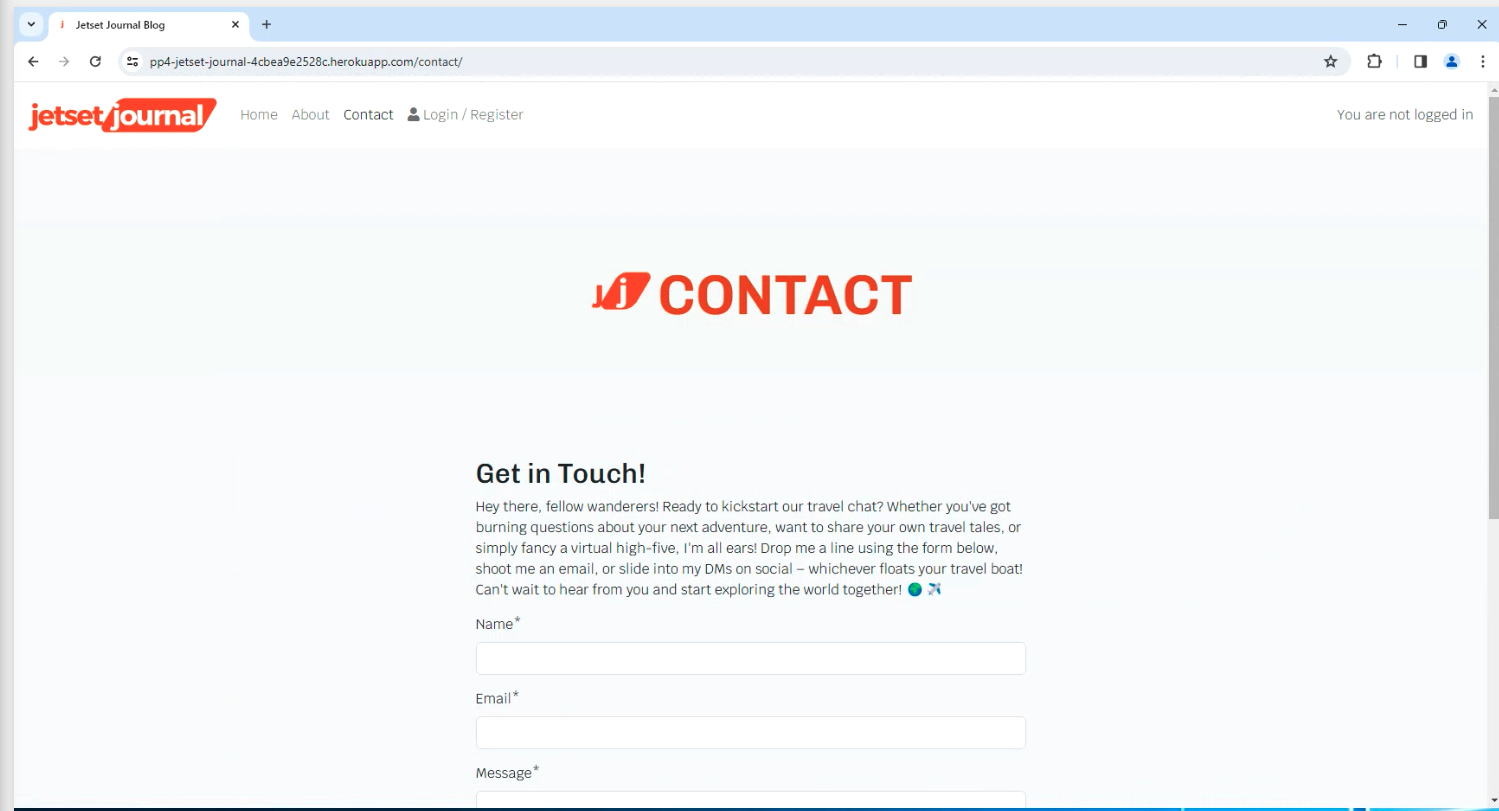 j Jetset Journal Blog
pp4-jetset-journal-4cbea9e2528c.herokuapp.com/contact/
jetset journal Home About Contact Login / Register You are not logged in
Jj CONTACT
Get in Touch!
Hey there, fellow wanderers! Ready to kickstart our travel chat? Whether you've got
burning questions about your next adventure, want to share your own travel tales, or
simply fancy a virtual high-five, I'm all ears! Drop me a line using the form below,
shoot me an email, or slide into my DMs on social – whichever floats your travel boat!
Can't wait to hear from you and start exploring the world together! 🌍 ✈️
Name*
Email*
Message*